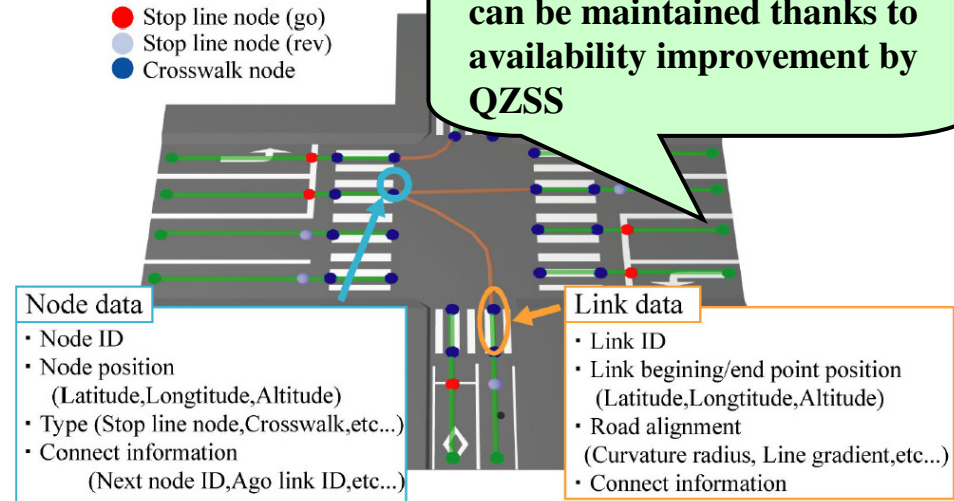 Stop line node (go)
Stop line node (rev)
Crosswalk node
can be maintained thanks to
availability improvement by
QZSS
Node data
・Node ID
・Node position
(Latitude,Longtitude,Altitude)
・Type (Stop line node,Crosswalk,etc...)
・Connect information
(Next node ID,Ago link ID,etc...)
Link data
・Link ID
・Link begining/end point position
(Latitude,Longtitude,Altitude)
・Road alignment
(Curvature radius, Line gradient,etc...)
・Connect information